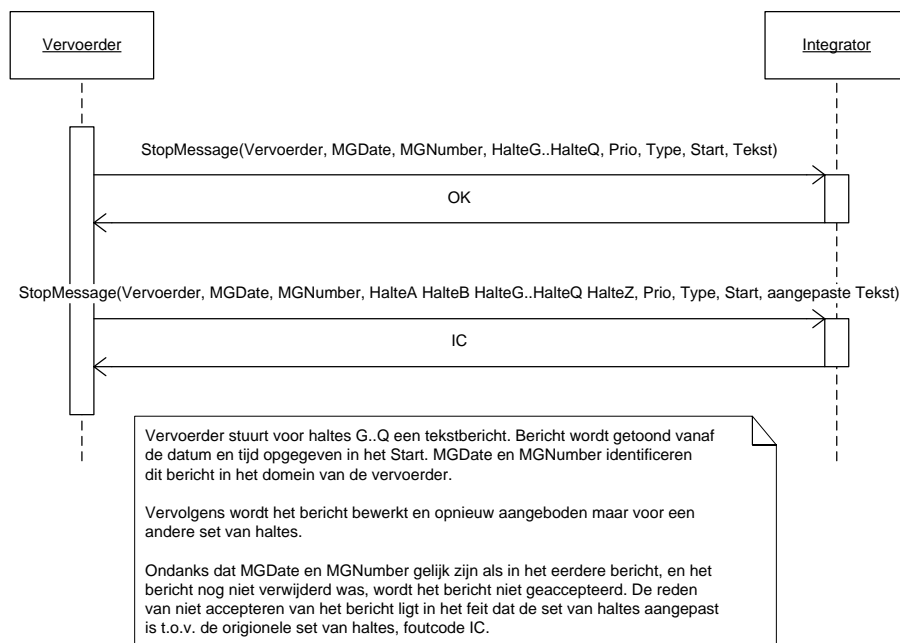 Vervoerder
Integrator
StopMessage(Vervoerder, MGDate, MGNumber, HalteG..HalteQ, Prio, Type, Start, Tekst)
OK
StopMessage(Vervoerder, MGDate, MGNumber, HalteA HalteB HalteG..HalteQ HalteZ, Prio, Type, Start, aangepaste Tekst)
IC
Vervoerder stuurt voor haltes G..Q een tekstbericht. Bericht wordt getoond vanaf
de datum en tijd opgegeven in het Start. MGDate en MGNumber identificeren
dit bericht in het domein van de vervoerder.
Vervolgens wordt het bericht bewerkt en opnieuw aangeboden maar voor een
andere set van haltes.
Ondanks dat MGDate en MGNumber gelijk zijn als in het eerdere bericht, en het
bericht nog niet verwijderd was, wordt het bericht niet geaccepteerd. De reden
van niet accepteren van het bericht ligt in het feit dat de set van haltes aangepast
is t.o.v. de origionele set van haltes, foutcode IC.